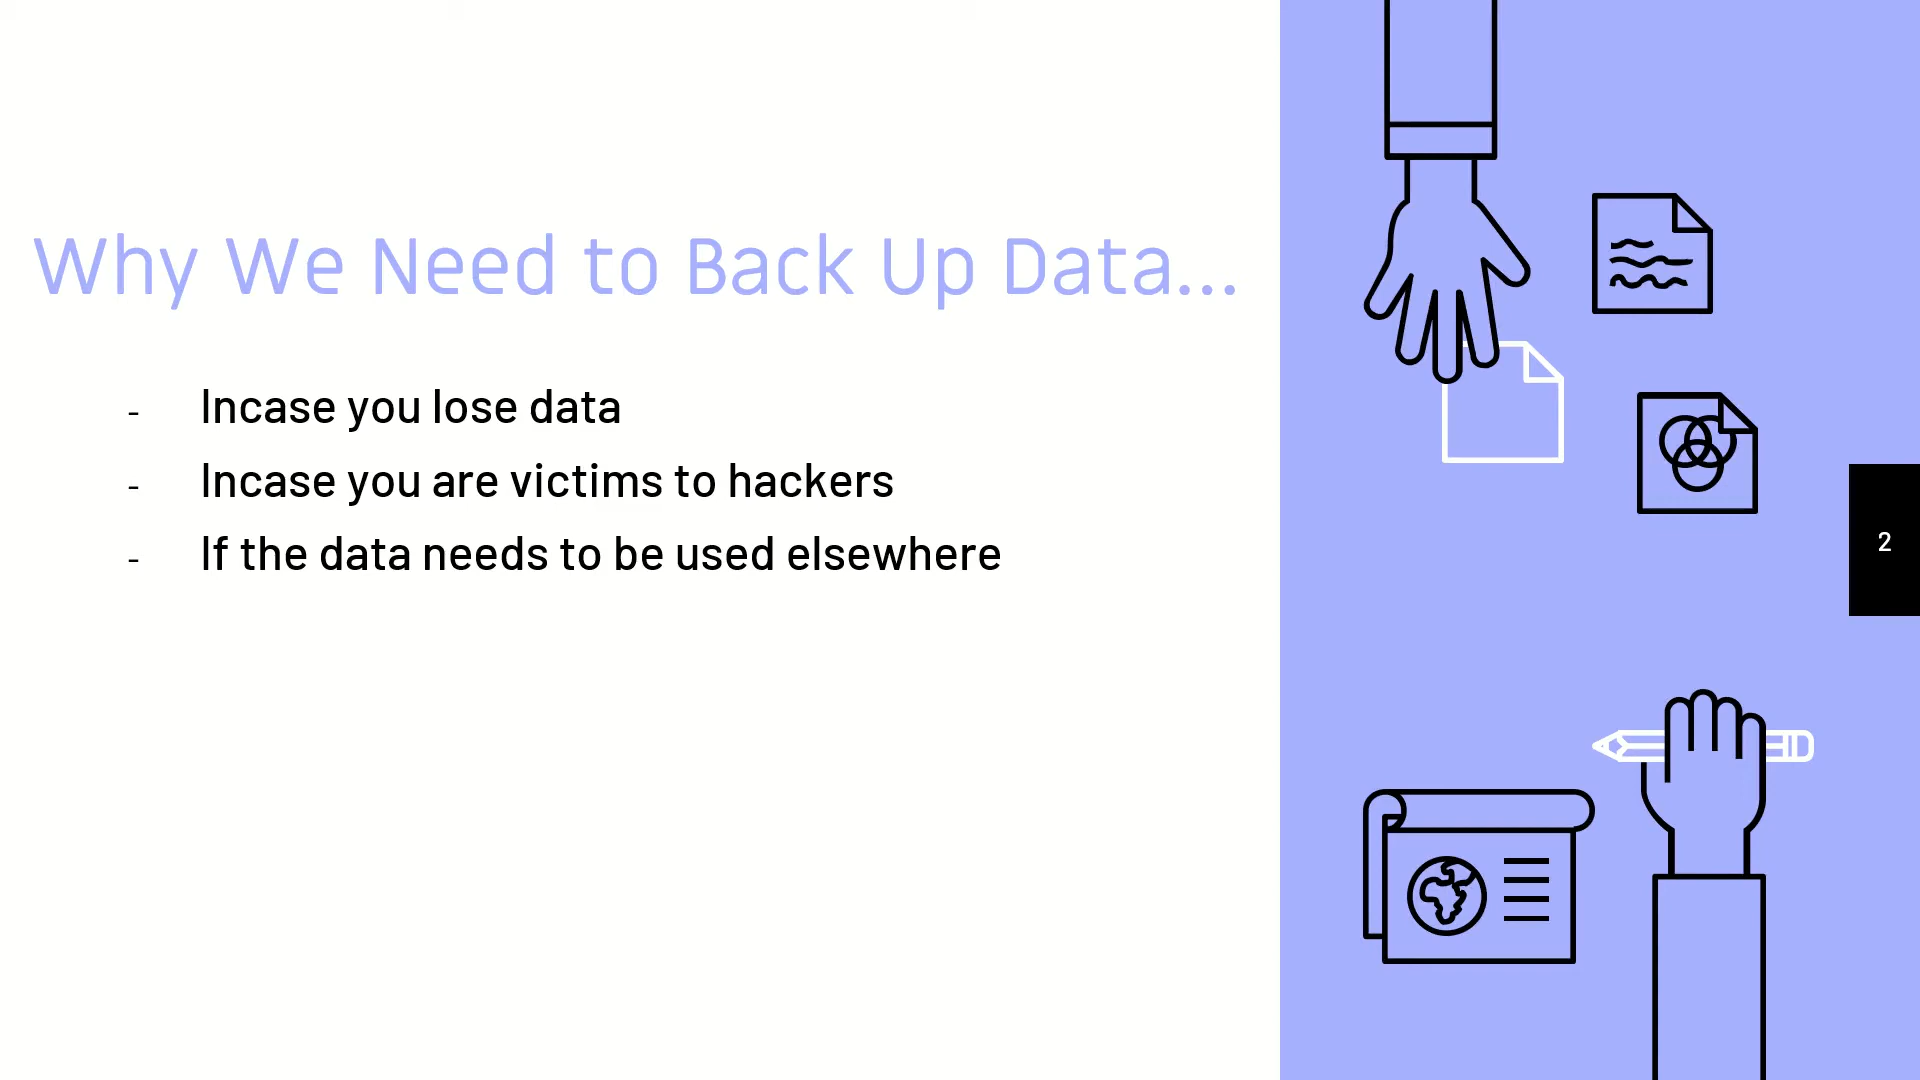 Why We Need to Back Up Data...
- Incase you lose data
- Incase you are victims to hackers
- If the data needs to be used elsewhere
2